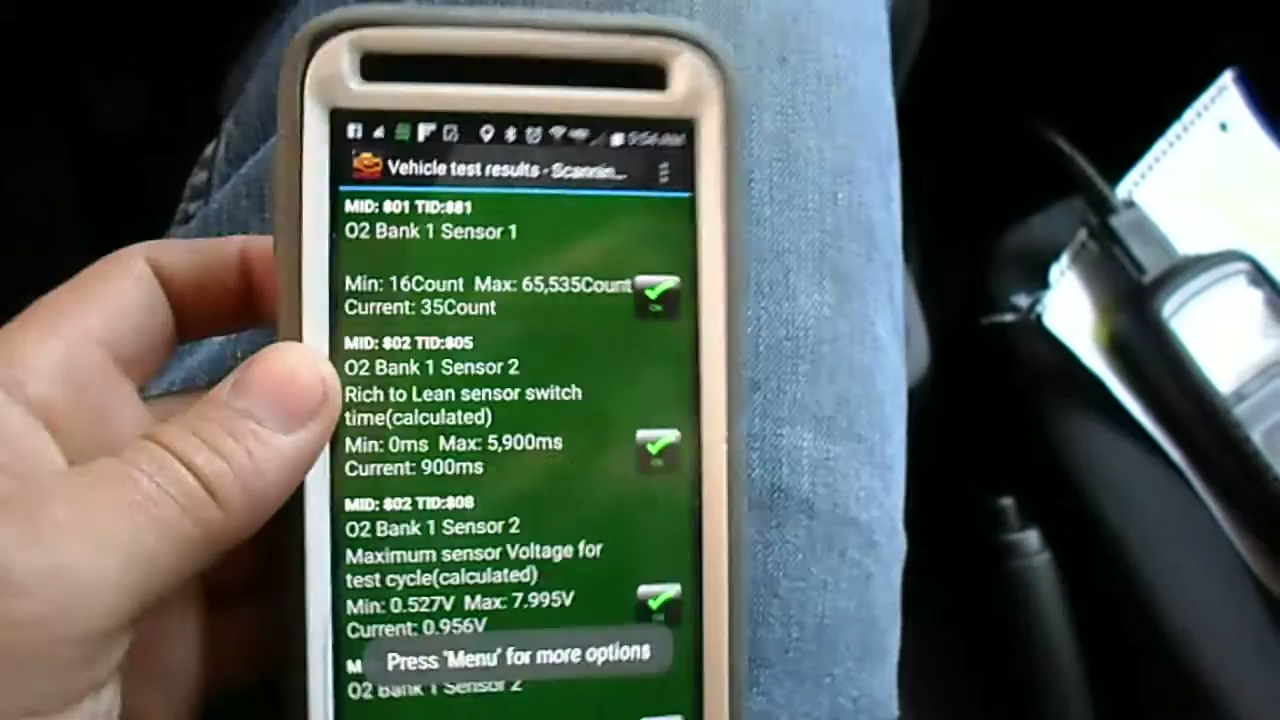 Vehicle test results - Scannin...
MID: $01 TID:$81
O2 Bank 1 Sensor 1
Min: 16Count Max: 65,535Count
Current: 35Count
MID: $02 TID:$05
O2 Bank 1 Sensor 2
Rich to Lean sensor switch
time(calculated)
Min: 0ms Max: 5,900ms
Current: 900ms
MID: $02 TID:$08
O2 Bank 1 Sensor 2
Maximum sensor Voltage for
test cycle(calculated)
Min: 0.527V Max: 7.995V
Current: 0.956V
Press 'Menu' for more options
O2 Bank 1 Sensor 2